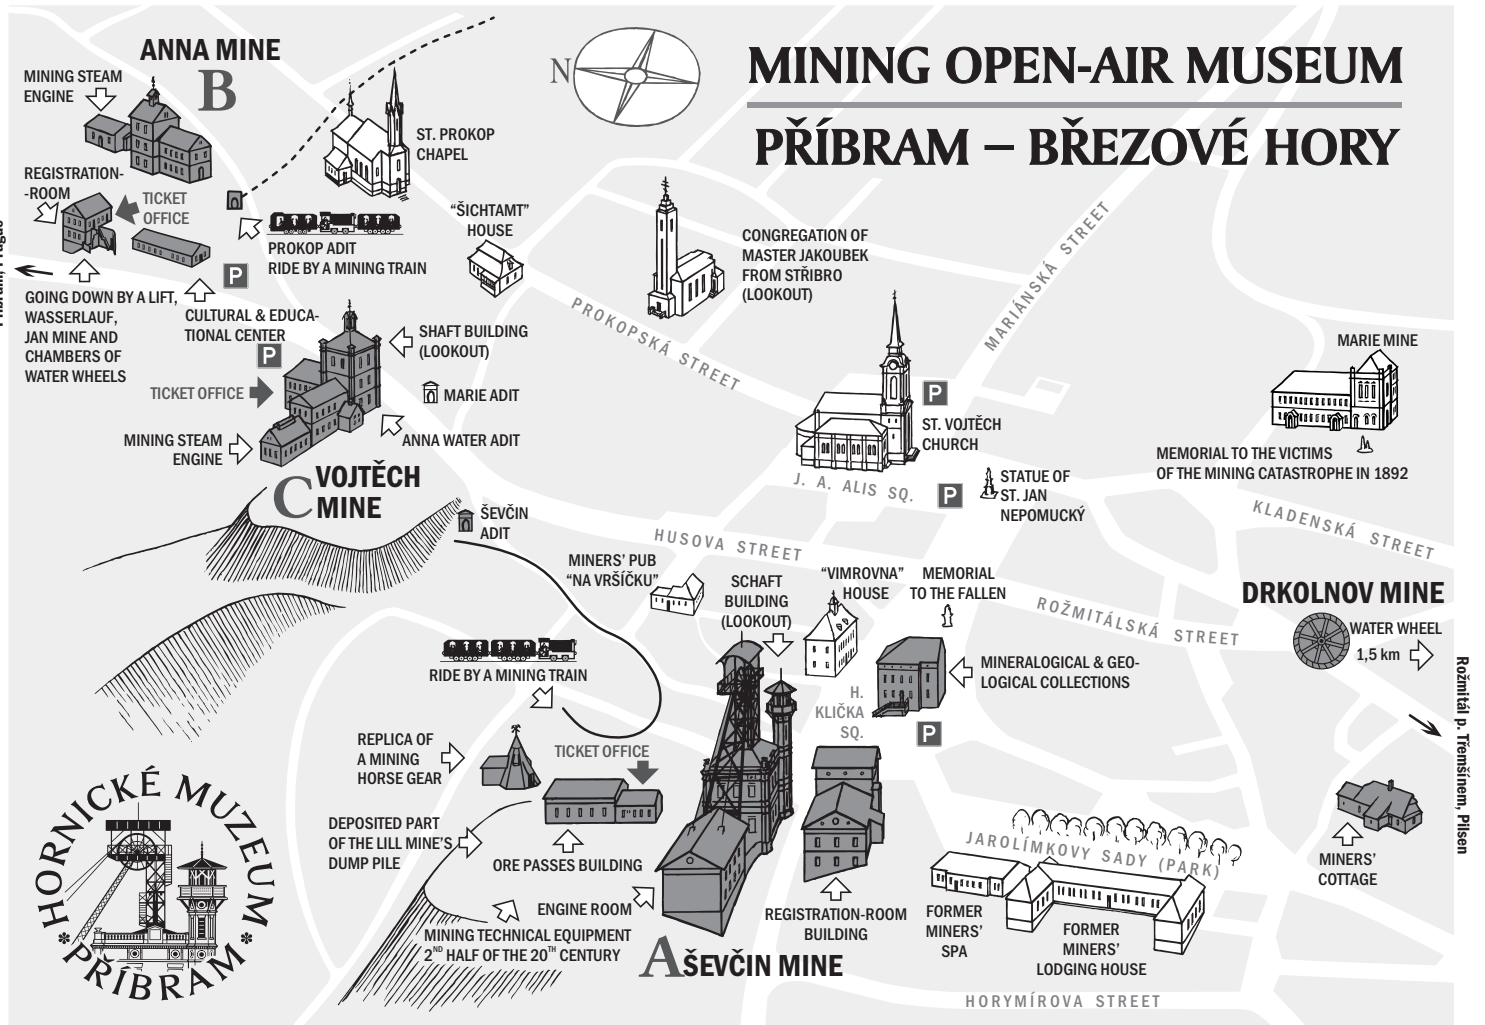 MINING OPEN-AIR MUSEUM
PŘÍBRAM – BŘEZOVÉ HORY
N
ANNA MINE
B
MINING STEAM
ENGINE
ST. PROKOP
CHAPEL
REGISTRATION-
-ROOM
TICKET
OFFICE
PROKOP ADIT
RIDE BY A MINING TRAIN
P
"ŠICHTAMT"
HOUSE
GOING DOWN BY A LIFT,
WASSERLAUF,
JAN MINE AND
CHAMBERS OF
WATER WHEELS
CULTURAL & EDUCA-
TIONAL CENTER
P
SHAFT BUILDING
(LOOKOUT)
TICKET OFFICE
MARIE ADIT
MINING STEAM
ENGINE
ANNA WATER ADIT
C
VOJTĚCH
MINE
CONGREGATION OF
MASTER JAKOUBEK
FROM STŘIBRO
(LOOKOUT)
PROKOPSKÁ STREET
MARIÁNSKÁ STREET
P
ST. VOJTĚCH
CHURCH
J. A. ALIS SQ.
P
STATUE OF
ST. JAN
NEPOMUCKÝ
MARIE MINE
MEMORIAL TO THE VICTIMS
OF THE MINING CATASTROPHE IN 1892
KLADENSKÁ STREET
ŠEVČIN
ADIT
HUSOVA STREET
MINERS' PUB
"NA VRŠÍČKU"
SCHAFT
BUILDING
(LOOKOUT)
"VIMROVNA"
HOUSE
MEMORIAL
TO THE FALLEN
ROŽMITÁLSKÁ STREET
DRKOLNOV MINE
WATER WHEEL
1,5 km
Rožmitál p. Třemšínem, Pilsen
RIDE BY A MINING TRAIN
MINERALOGICAL & GEO-
LOGICAL COLLECTIONS
H.
KLIČKA
SQ.
P
REPLICA OF
A MINING
HORSE GEAR
TICKET OFFICE
DEPOSITED PART
OF THE LILL MINE'S
DUMP PILE
ORE PASSES BUILDING
ENGINE ROOM
MINING TECHNICAL EQUIPMENT
2ND HALF OF THE 20TH CENTURY
A
ŠEVČIN MINE
REGISTRATION-ROOM
BUILDING
JAROLÍMKOVY SADY (PARK)
FORMER
MINERS'
SPA
FORMER
MINERS'
LODGING HOUSE
MINERS'
COTTAGE
HORYMÍROVA STREET
HORNICKÉ MUZEUM
* PŘÍBRAM *